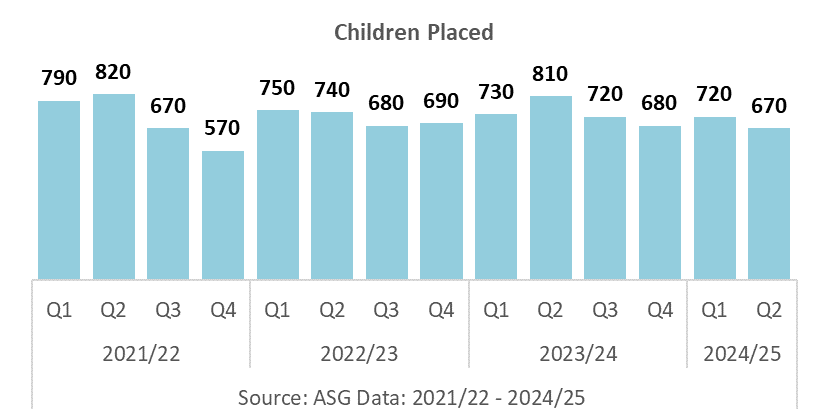 Children Placed
790 820 670 570 750 740 680 690 730 810 720 680 720 670
Q1 Q2 Q3 Q4 Q1 Q2 Q3 Q4 Q1 Q2 Q3 Q4 Q1 Q2
2021/22 2022/23 2023/24 2024/25
Source: ASG Data: 2021/22 - 2024/25